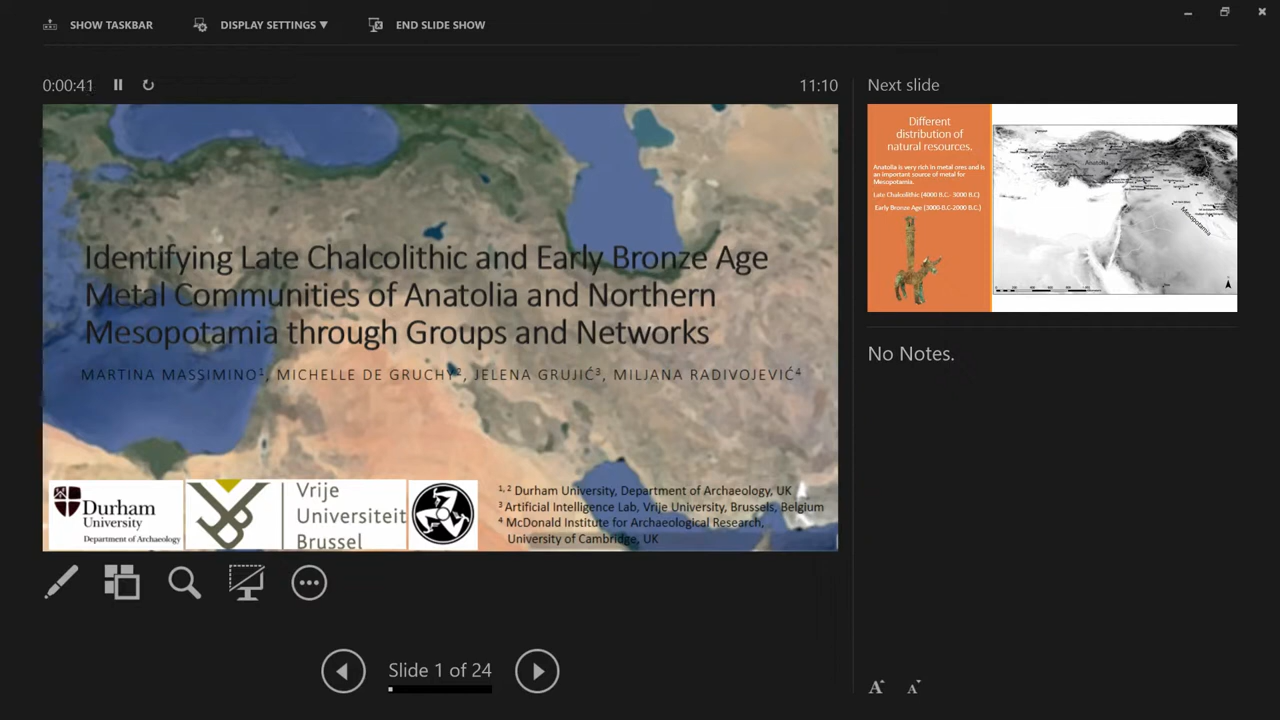 SHOW TASKBAR
DISPLAY SETTINGS ▼
END SLIDE SHOW
0:00:41
11:10
Next slide
Identifying Late Chalcolithic and Early Bronze Age
Metal Communities of Anatolia and Northern
Mesopotamia through Groups and Networks
MARTINA MASSIMINO¹, MICHELLE DE GRUCHY², JELENA GRUJIĆ³, MILJANA RADIVOJEVIĆ⁴
Durham
University
Department of Archaeology
Vrije
Universiteit
Brussel
¹, ² Durham University, Department of Archaeology, UK
³ Artificial Intelligence Lab, Vrije University, Brussels, Belgium
⁴ McDonald Institute for Archaeological Research,
University of Cambridge, UK
Different
distribution of
natural resources.
Anatolia is very rich in metal ores and is
an important source of metal for
Mesopotamia.
Late Chalcolithic (4000 B.C.- 3000 B.C)
Early Bronze Age (3000-B.C-2000 B.C.)
Anatolia
Mesopotamia
No Notes.
Slide 1 of 24
A
A